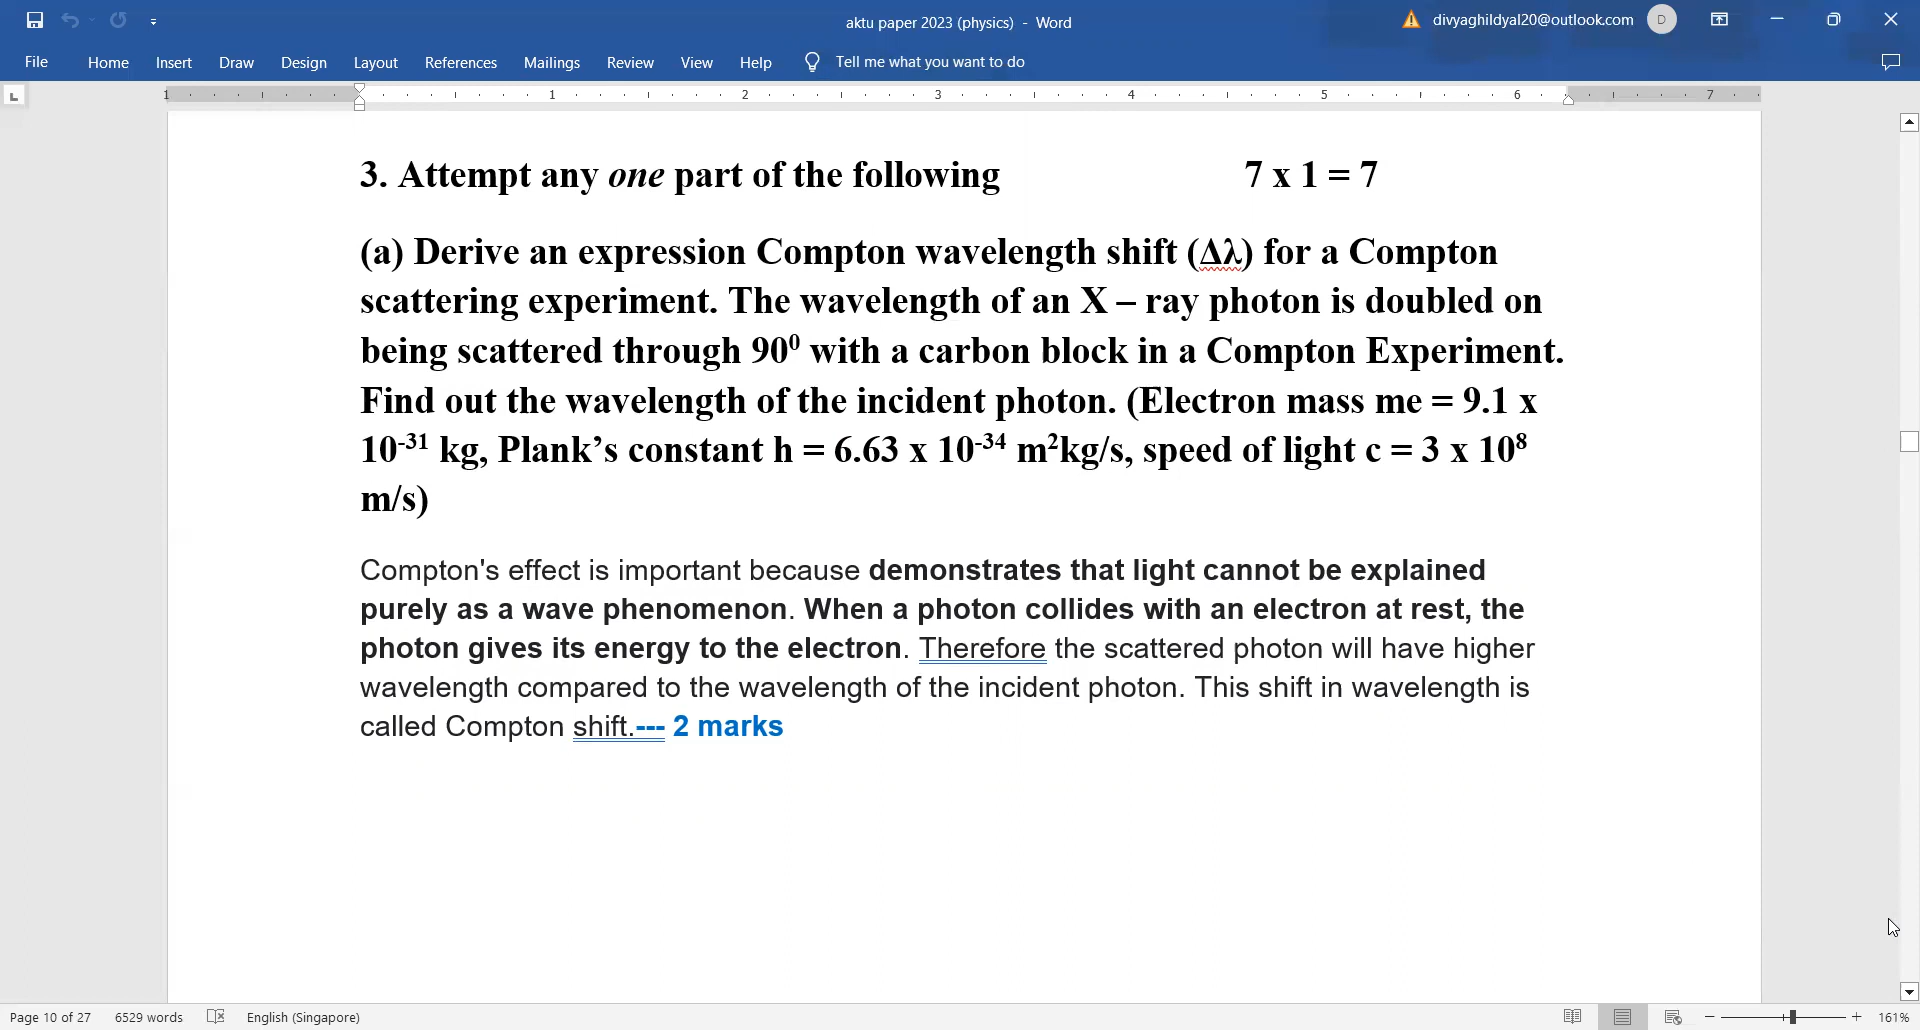 aktu paper 2023 (physics) - Word
divyaghildyal20@outlook.com
D
File Home Insert Draw Design Layout References Mailings Review View Help Tell me what you want to do
1 1 2 3 4 5 6 7
3. Attempt any one part of the following 7 x 1 = 7
(a) Derive an expression Compton wavelength shift (Δλ) for a Compton
scattering experiment. The wavelength of an X – ray photon is doubled on
being scattered through 90⁰ with a carbon block in a Compton Experiment.
Find out the wavelength of the incident photon. (Electron mass me = 9.1 x
10⁻³¹ kg, Plank’s constant h = 6.63 x 10⁻³⁴ m²kg/s, speed of light c = 3 x 10⁸
m/s)
Compton's effect is important because demonstrates that light cannot be explained
purely as a wave phenomenon. When a photon collides with an electron at rest, the
photon gives its energy to the electron. Therefore the scattered photon will have higher
wavelength compared to the wavelength of the incident photon. This shift in wavelength is
called Compton shift.--- 2 marks
Page 10 of 27 6529 words English (Singapore) 161%